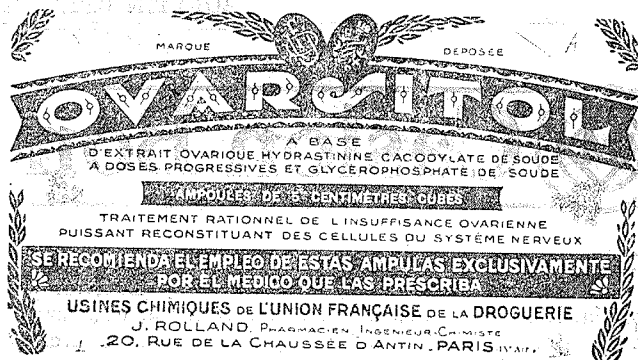 MARQUE DEPOSÉE
OVARSITOL
A BASE
D'EXTRAIT OVARIQUE HYDRASTININE CACODYLATE DE SOUDE
A DOSES PROGRESSIVES ET GLYCEROPHOSPHATE DE SOUDE
AMPOULES DE 5 CENTIMETRES CUBES
TRAITEMENT RATIONNEL DE L'INSUFFISANCE OVARIENNE
PUISSANT RECONSTITUANT DES CELLULES DU SYSTÈME NERVEUX
SE RECOMIENDA EL EMPLEO DE ESTAS AMPULAS EXCLUSIVAMENTE
POR EL MEDICO QUE LAS PRESCRIBA
USINES CHIMIQUES DE L'UNION FRANÇAISE DE LA DROGUERIE
J. ROLLAND, PHARMACIEN, INGENIEUR-CHIMISTE
20, RUE DE LA CHAUSSÉE D'ANTIN - PARIS